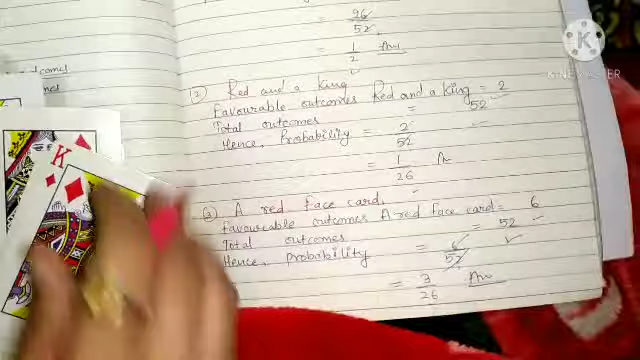 26
52
= 1
2 Ans
② Red and a king
favourable outcomes Red and a king = 2
Total outcomes = 52
Hence, Probability = 2
52
= 1
26
③ A red face card.
favourable outcomes A red face card = 6
Total outcomes = 52
Hence, probability = 6
52
= 3
26 Ans
outcomes
K
K
KINEMASTER